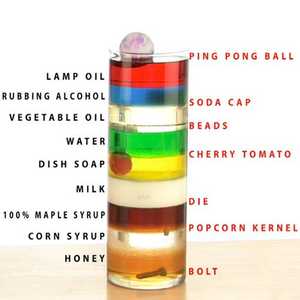 PING PONG BALL
LAMP OIL
RUBBING ALCOHOL
SODA CAP
VEGETABLE OIL
BEADS
WATER
CHERRY TOMATO
DISH SOAP
MILK
DIE
100% MAPLE SYRUP
POPCORN KERNEL
CORN SYRUP
HONEY
BOLT